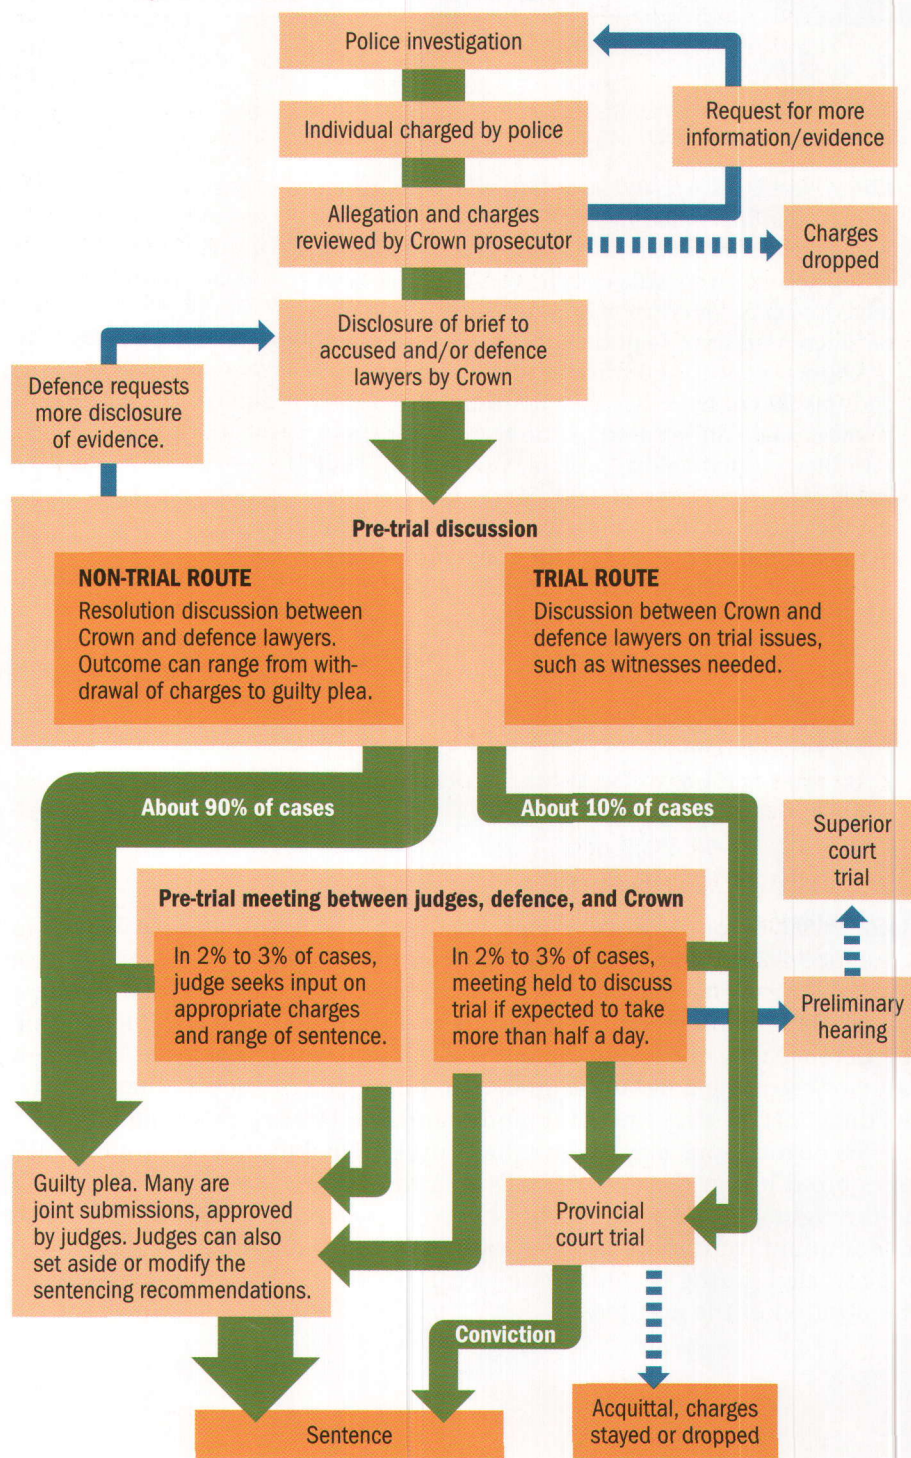 Police investigation
Individual charged by police
Request for more
information/evidence
Allegation and charges
reviewed by Crown prosecutor
Charges
dropped
Disclosure of brief to
accused and/or defence
lawyers by Crown
Defence requests
more disclosure
of evidence.
Pre-trial discussion
NON-TRIAL ROUTE
Resolution discussion between
Crown and defence lawyers.
Outcome can range from with-
drawal of charges to guilty plea.
TRIAL ROUTE
Discussion between Crown and
defence lawyers on trial issues,
such as witnesses needed.
About 90% of cases
About 10% of cases
Superior
court
trial
Pre-trial meeting between judges, defence, and Crown
In 2% to 3% of cases,
judge seeks input on
appropriate charges
and range of sentence.
In 2% to 3% of cases,
meeting held to discuss
trial if expected to take
more than half a day.
Preliminary
hearing
Guilty plea. Many are
joint submissions, approved
by judges. Judges can also
set aside or modify the
sentencing recommendations.
Provincial
court trial
Conviction
Sentence
Acquittal, charges
stayed or dropped